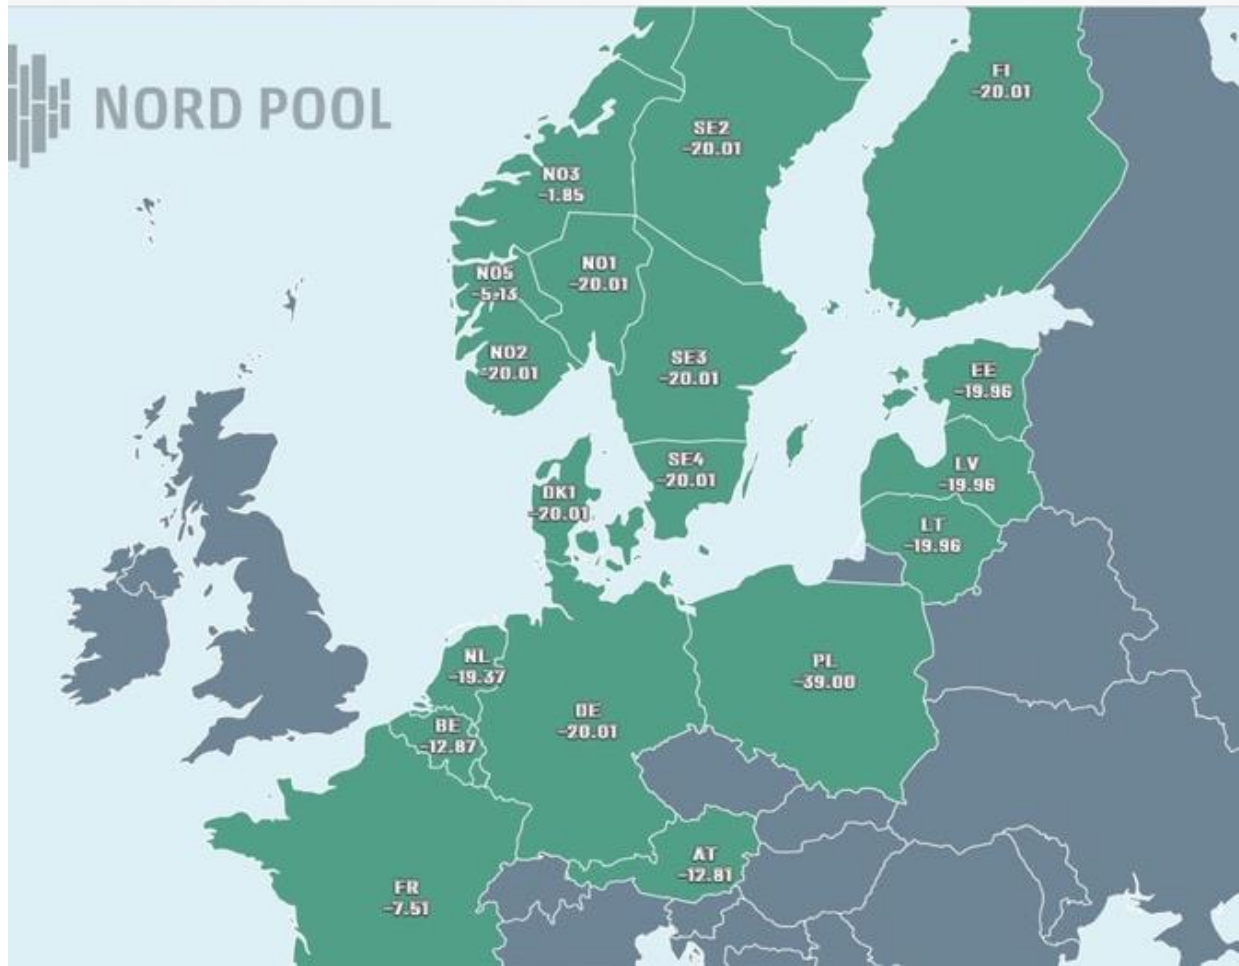 NORD POOL
FI
-20.01
SE2
-20.01
NO3
-1.85
NO1
-20.01
NO5
-5.13
NO2
-20.01
SE3
-20.01
EE
-19.96
SE4
-20.01
LV
-19.96
DK1
-20.01
LT
-19.96
NL
-19.37
PL
-39.00
BE
-12.87
DE
-20.01
AT
-12.81
FR
-7.51